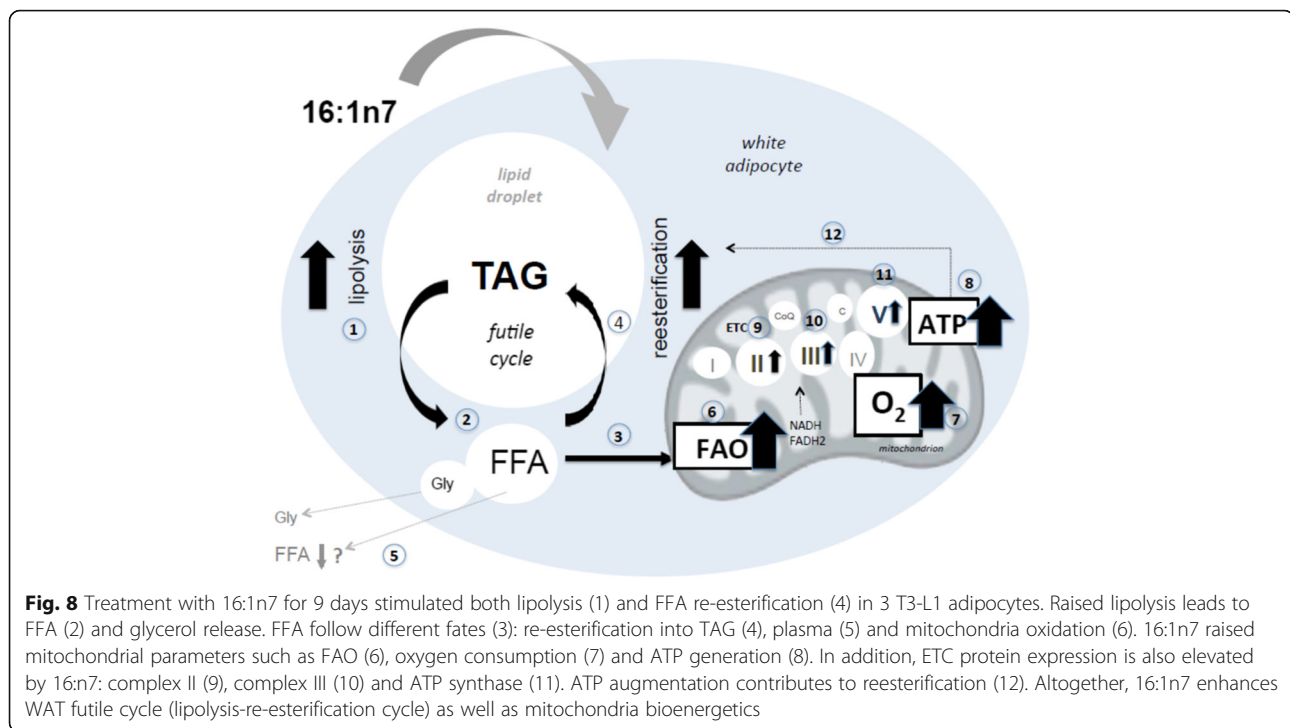 16:1n7
white
adipocyte
lipid
droplet
lipolysis
1
TAG
futile
cycle
4
reesterification
12
11
8
ETC
9
CoQ
10
C
V
ATP
I
II
III
IV
O2
7
mitochondrion
NADH
FADH2
6
FAO
2
3
FFA
Gly
Gly
FFA ?
5
Fig. 8 Treatment with 16:1n7 for 9 days stimulated both lipolysis (1) and FFA re-esterification (4) in 3 T3-L1 adipocytes. Raised lipolysis leads to
FFA (2) and glycerol release. FFA follow different fates (3): re-esterification into TAG (4), plasma (5) and mitochondria oxidation (6). 16:1n7 raised
mitochondrial parameters such as FAO (6), oxygen consumption (7) and ATP generation (8). In addition, ETC protein expression is also elevated
by 16:n7: complex II (9), complex III (10) and ATP synthase (11). ATP augmentation contributes to reesterification (12). Altogether, 16:1n7 enhances
WAT futile cycle (lipolysis-re-esterification cycle) as well as mitochondria bioenergetics